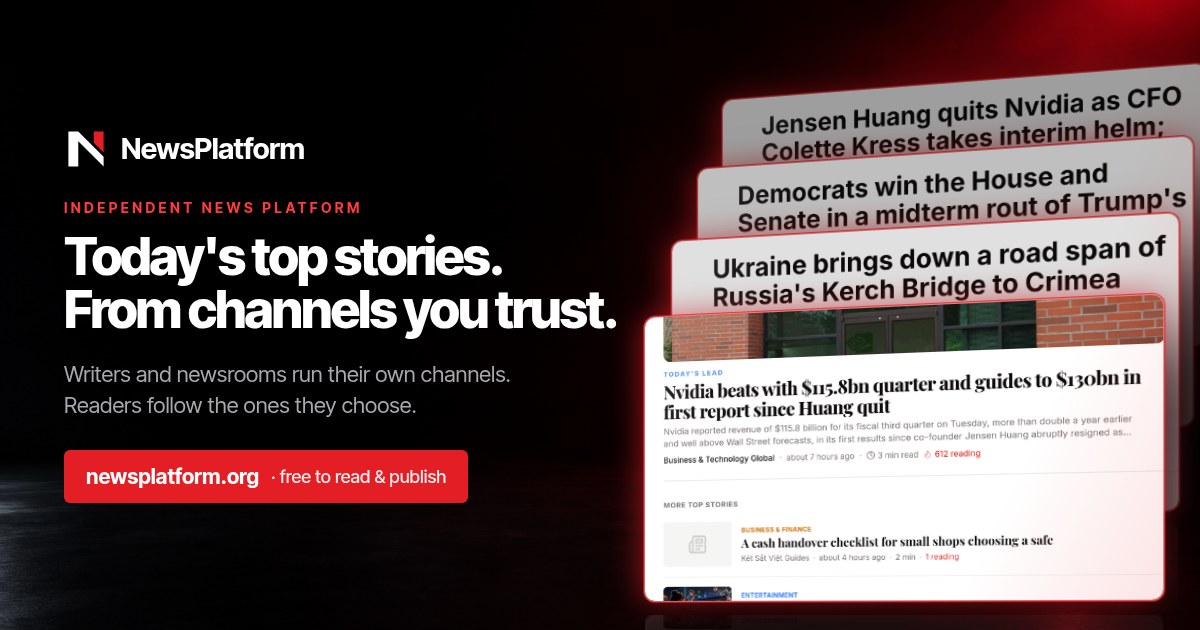 NewsPlatform
INDEPENDENT NEWS PLATFORM
Today's top stories.
From channels you trust.
Writers and newsrooms run their own channels.
Readers follow the ones they choose.
newsplatform.org · free to read & publish
Jensen Huang quits Nvidia as CFO
Colette Kress takes interim helm;
Democrats win the House and
Senate in a midterm rout of Trump's
Ukraine brings down a road span of
Russia's Kerch Bridge to Crimea
TODAY'S LEAD
Nvidia beats with $115.8bn quarter and guides to $130bn in
first report since Huang quit
Nvidia reported revenue of $115.8 billion for its fiscal third quarter on Tuesday, more than double a year earlier
and well above Wall Street forecasts, in its first results since co-founder Jensen Huang abruptly resigned as...
Business & Technology Global · about 7 hours ago · 3 min read 612 reading
MORE TOP STORIES
BUSINESS & FINANCE
A cash handover checklist for small shops choosing a safe
Két Sắt Việt Guides · about 4 hours ago · 2 min · 1 reading
ENTERTAINMENT